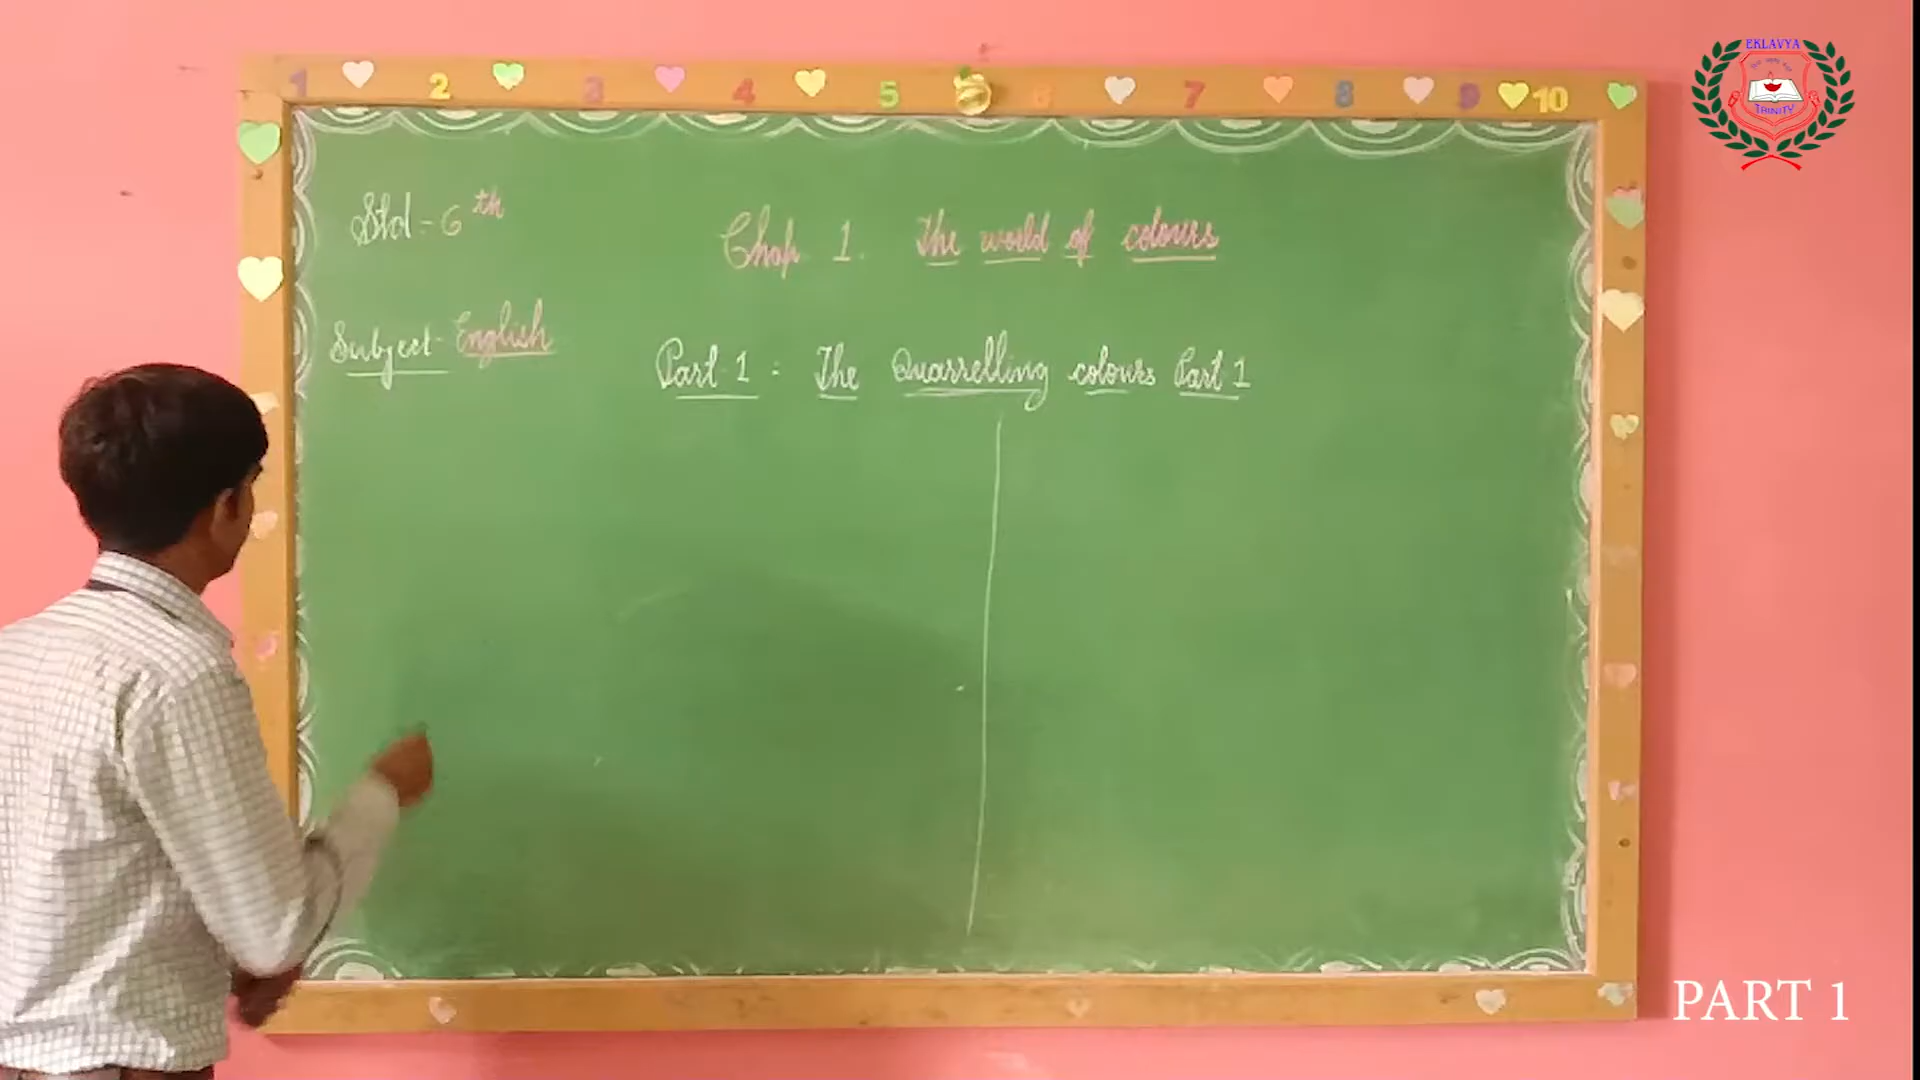 1 2 3 4 5 6 7 8 9 10
EKLAVYA
TRINITY
Std - 6th
Chap 1. The world of colours
Subject - English
Part 1 : The Quarrelling colours Part 1
PART 1